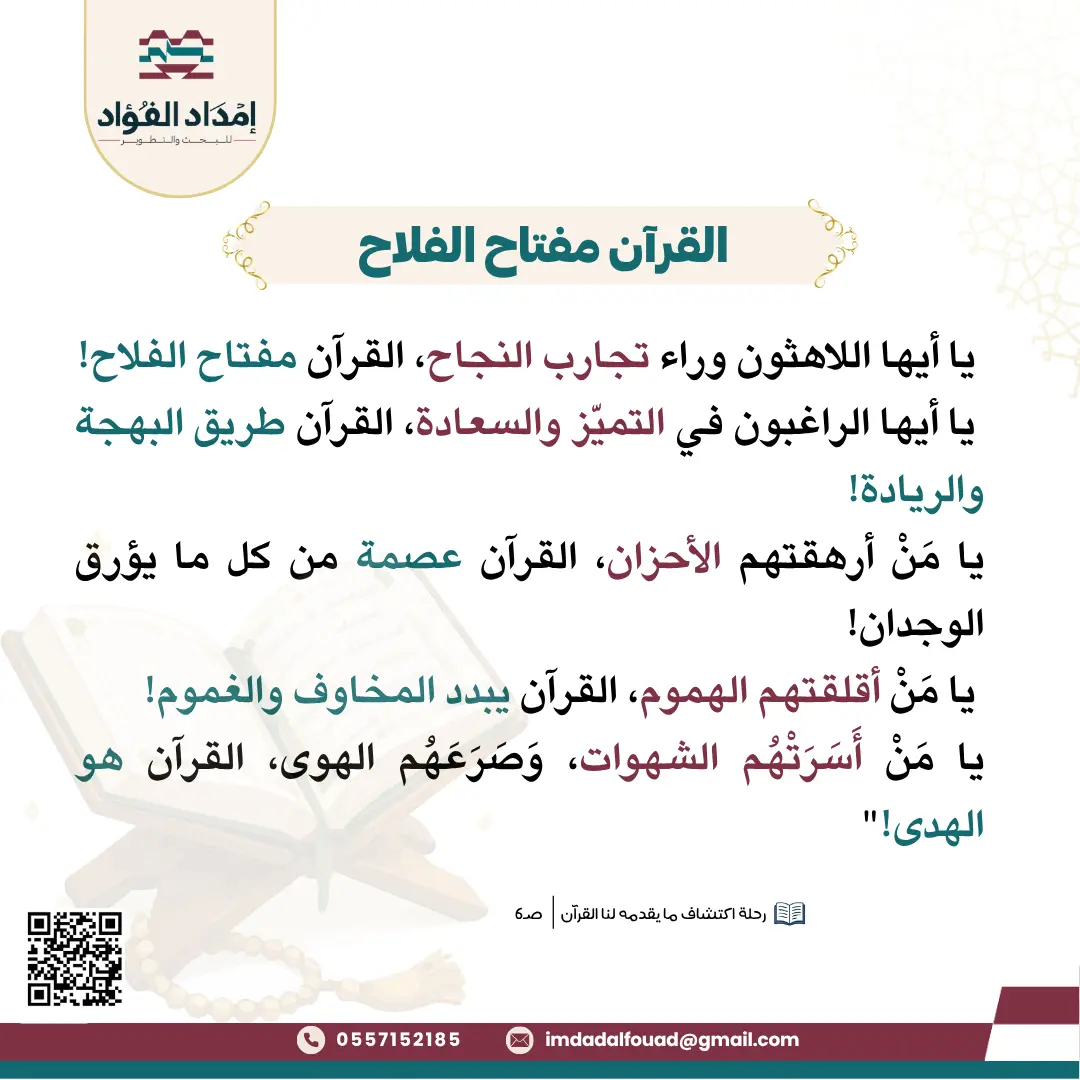 إمْدَاد الفُؤاد
للبحث والتطوير
القرآن مفتاح الفلاح
يا أيها اللاهثون وراء تجارب النجاح، القرآن مفتاح الفلاح!
يا أيها الراغبون في التميّز والسعادة، القرآن طريق البهجة
والريادة!
يا مَنْ أرهقتهم الأحزان، القرآن عصمة من كل ما يؤرق
الوجدان!
يا مَنْ أقلقتهم الهموم، القرآن يبدد المخاوف والغموم!
يا مَنْ أَسَرَتْهُم الشهوات، وَصَرَعَهُم الهوى، القرآن هو
الهدى!"
رحلة اكتشاف ما يقدمه لنا القرآن | صـ6
0557152185 imdadalfouad@gmail.com